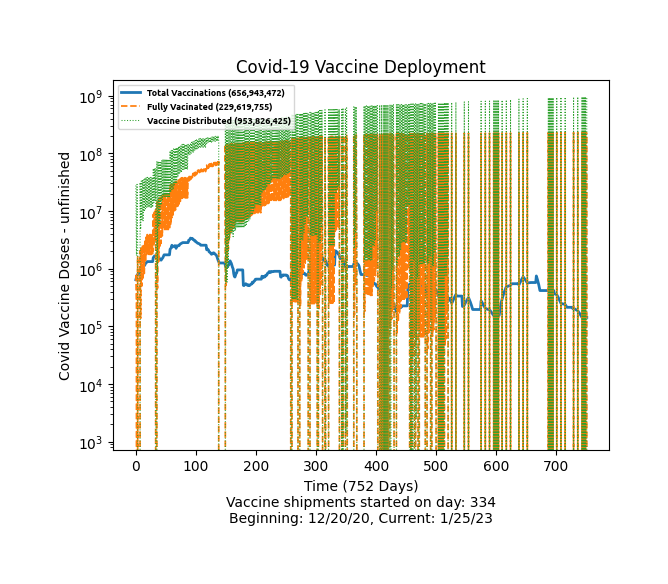 Covid-19 Vaccine Deployment
Total Vaccinations (656,943,472)
Fully Vacinated (229,619,755)
Vaccine Distributed (953,826,425)
Covid Vaccine Doses - unfinished
10⁹
10⁸
10⁷
10⁶
10⁵
10⁴
10³
0 100 200 300 400 500 600 700
Time (752 Days)
Vaccine shipments started on day: 334
Beginning: 12/20/20, Current: 1/25/23